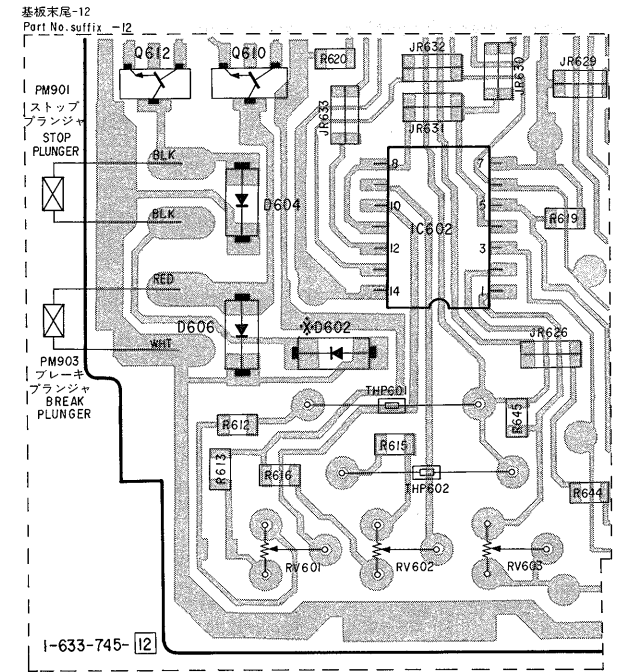 基板末尾-12
Part No. suffix -12
Q612
Q610
R620
JR632
JR630
JR629
PM901
ストップ
プランジャ
STOP
PLUNGER
JR633
JR631
BLK
8
7
D604
BLK
10
5
IC602
R619
12
3
RED
14
1
D606
※D602
JR626
WHT
PM903
ブレーキ
プランジャ
BREAK
PLUNGER
THP601
R612
R645
R615
R613
R616
THP602
R644
RV601
RV602
RV603
1-633-745- 12